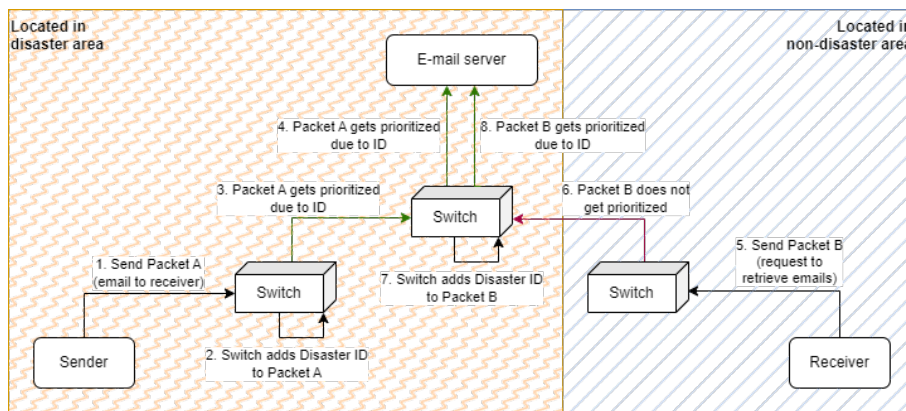 Located in
disaster area
Located in
non-disaster area
E-mail server
4. Packet A gets prioritized
due to ID
8. Packet B gets prioritized
due to ID
3. Packet A gets prioritized
due to ID
6. Packet B does not
get prioritized
Switch
1. Send Packet A
(email to receiver)
5. Send Packet B
(request to
retrieve emails)
7. Switch adds Disaster ID
to Packet B
Switch
Switch
2. Switch adds Disaster ID
to Packet A
Sender
Receiver